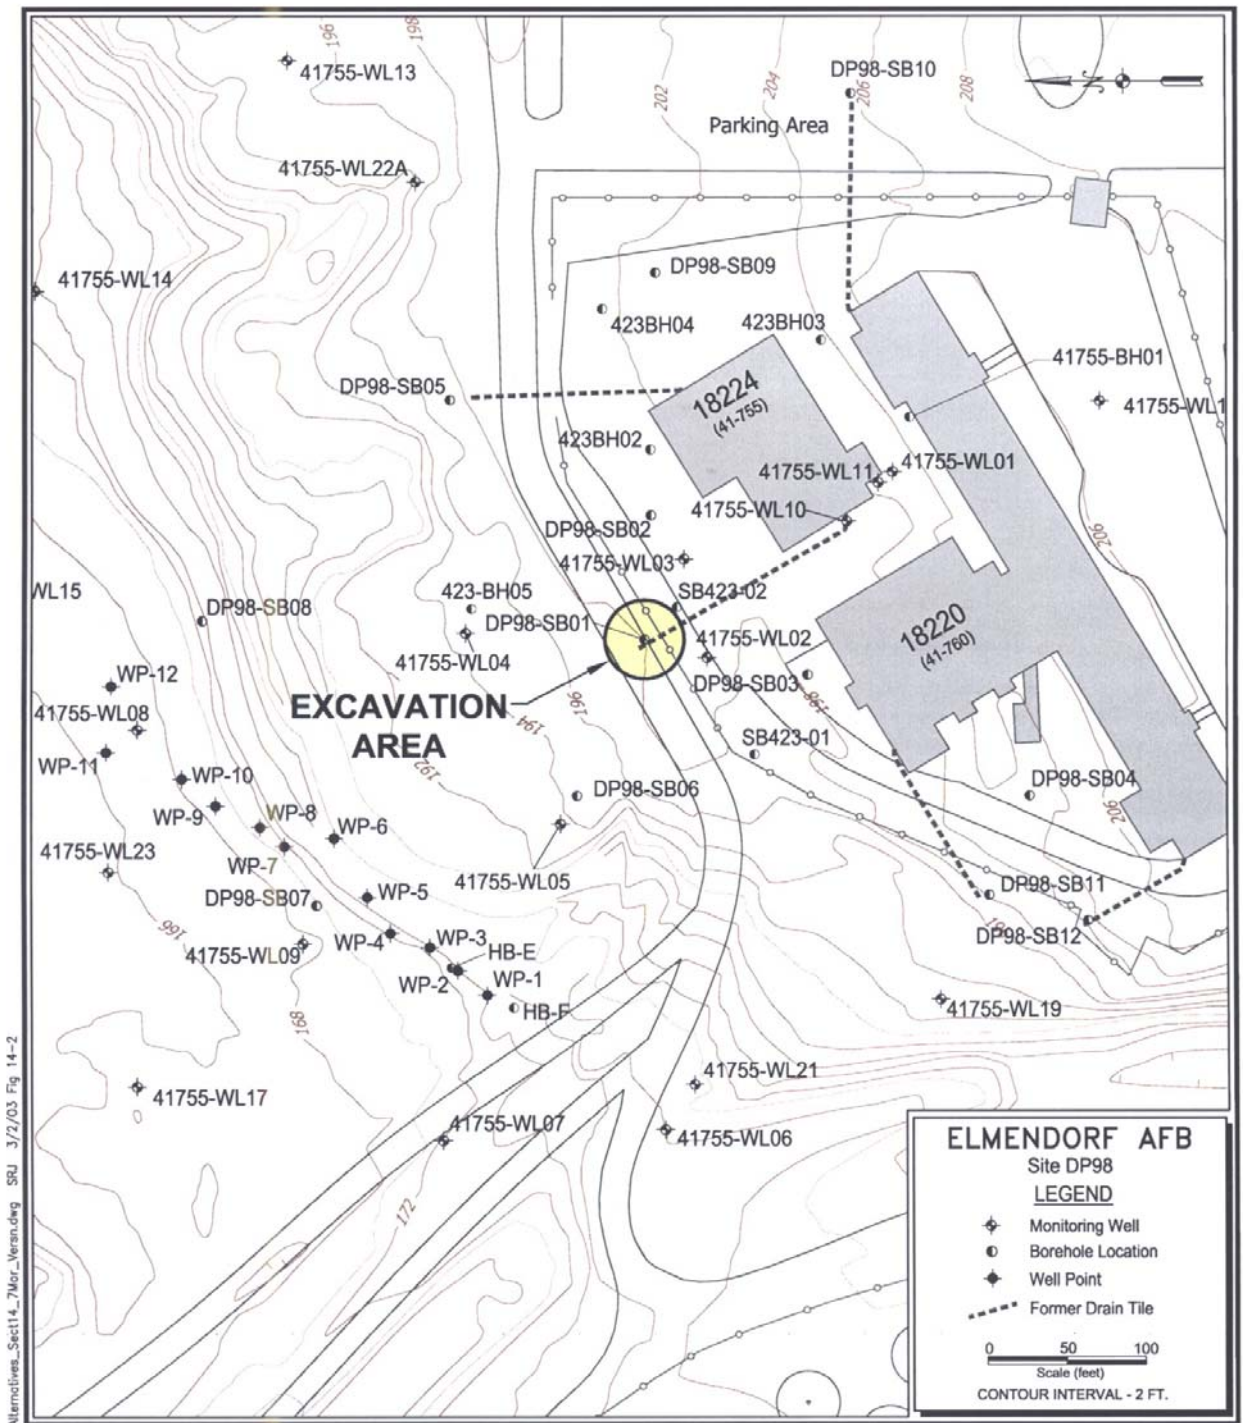 196
198
41755-WL13
202
204
206
208
DP98-SB10
N
Parking Area
41755-WL22A
41755-WL14
DP98-SB09
423BH04
423BH03
41755-BH01
DP98-SB05
18224
(41-755)
41755-WL1
423BH02
41755-WL11
41755-WL01
41755-WL10
DP98-SB02
206
41755-WL03
WL15
DP98-SB08
423-BH05
SB423-02
DP98-SB01
18220
(41-760)
41755-WL04
41755-WL02
WP-12
DP98-SB03
198
EXCAVATION
AREA
196
194
192
41755-WL08
SB423-01
WP-11
WP-10
DP98-SB06
DP98-SB04
WP-9
WP-8
WP-6
206
WP-7
41755-WL23
41755-WL05
WP-5
DP98-SB07
DP98-SB11
166
WP-4
WP-3
DP98-SB12
41755-WL09
HB-E
WP-2
WP-1
HB-F
41755-WL19
168
41755-WL21
41755-WL17
41755-WL07
41755-WL06
172
ELMENDORF AFB
Site DP98
LEGEND
Monitoring Well
Borehole Location
Well Point
Former Drain Tile
0 50 100
Scale (feet)
CONTOUR INTERVAL - 2 FT.
Alternatives_Sect14_7Mar_Versn.dwg SRJ 3/2/03 Fig 14-2